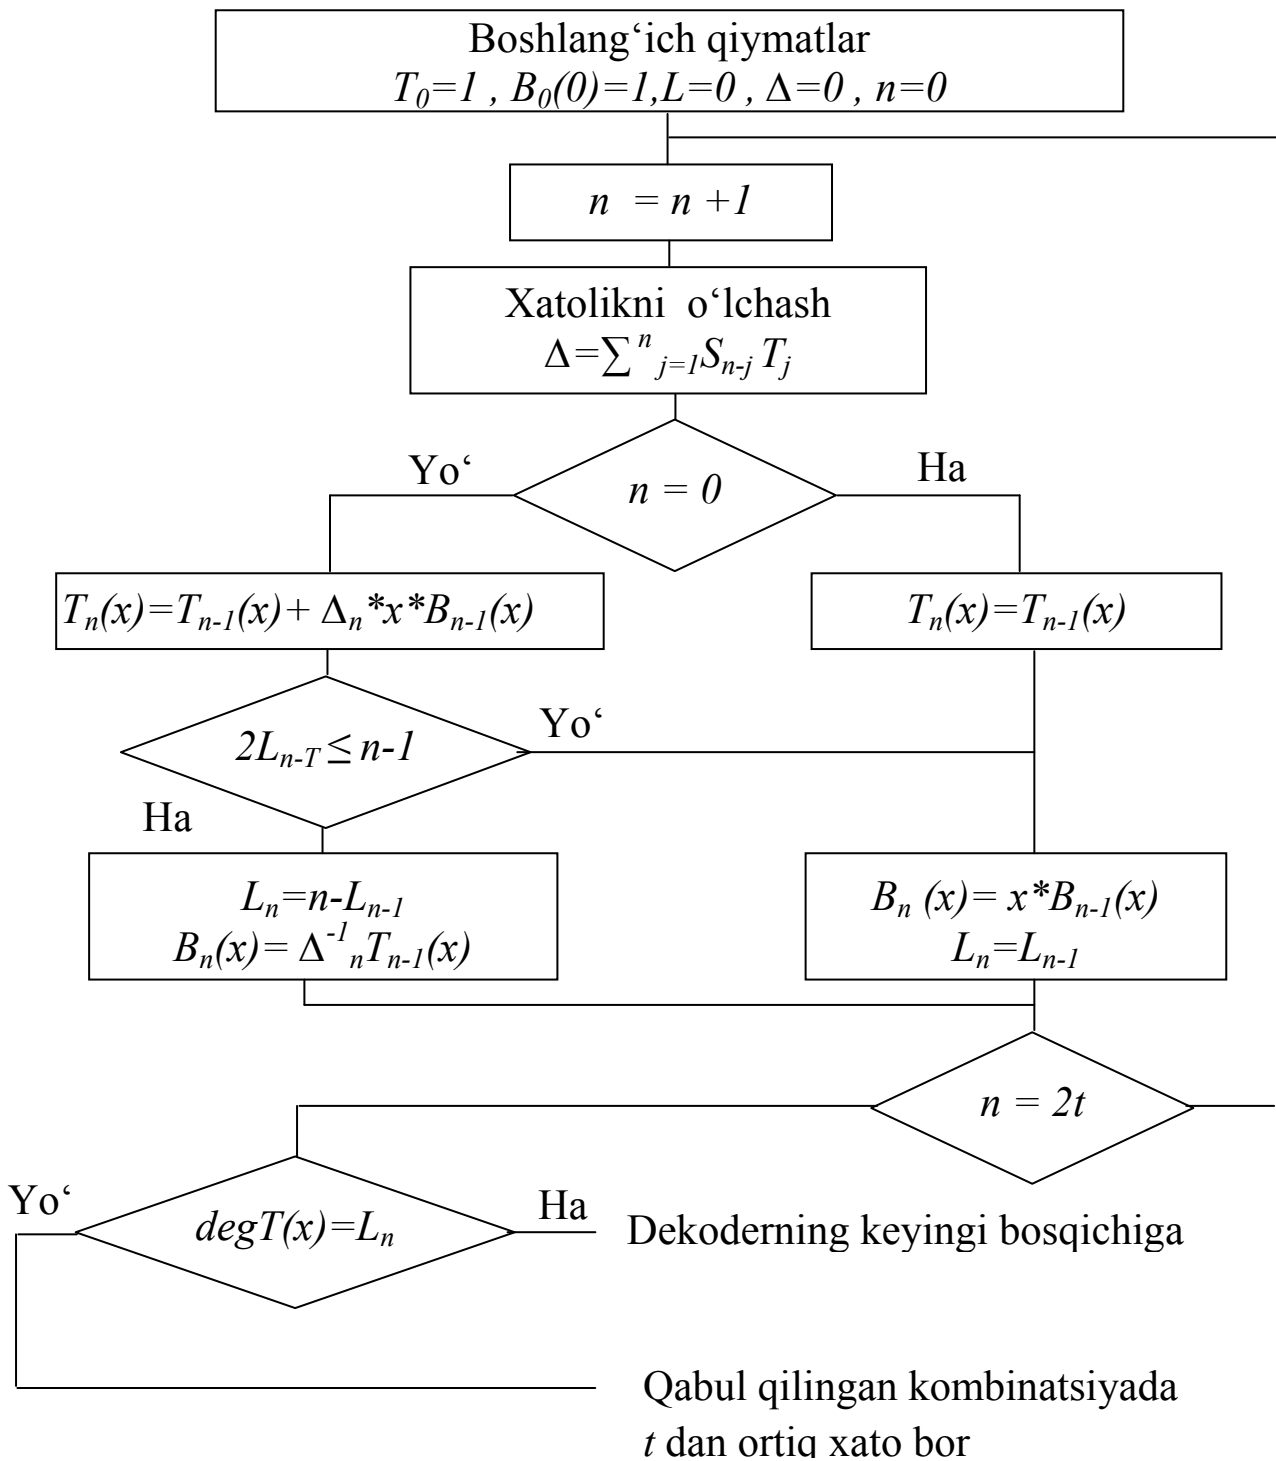 Boshlang‘ich qiymatlar
T₀=1 , B₀(0)=1,L=0 , Δ=0 , n=0
n = n +1
Xatolikni o‘lchash
Δ=∑ⁿⱼ₌₁Sₙ₋ⱼ Tⱼ
Yo‘
n = 0
Ha
Tₙ(x)=Tₙ₋₁(x)+ Δₙ*x*Bₙ₋₁(x)
Tₙ(x)=Tₙ₋₁(x)
2L_{n-T} ≤ n-1
Yo‘
Ha
Lₙ=n-Lₙ₋₁
Bₙ(x)= Δ⁻¹ₙTₙ₋₁(x)
Bₙ (x)= x*Bₙ₋₁(x)
Lₙ=Lₙ₋₁
n = 2t
Yo‘
degT(x)=Lₙ
Ha
Dekoderning keyingi bosqichiga
Qabul qilingan kombinatsiyada
t dan ortiq xato bor